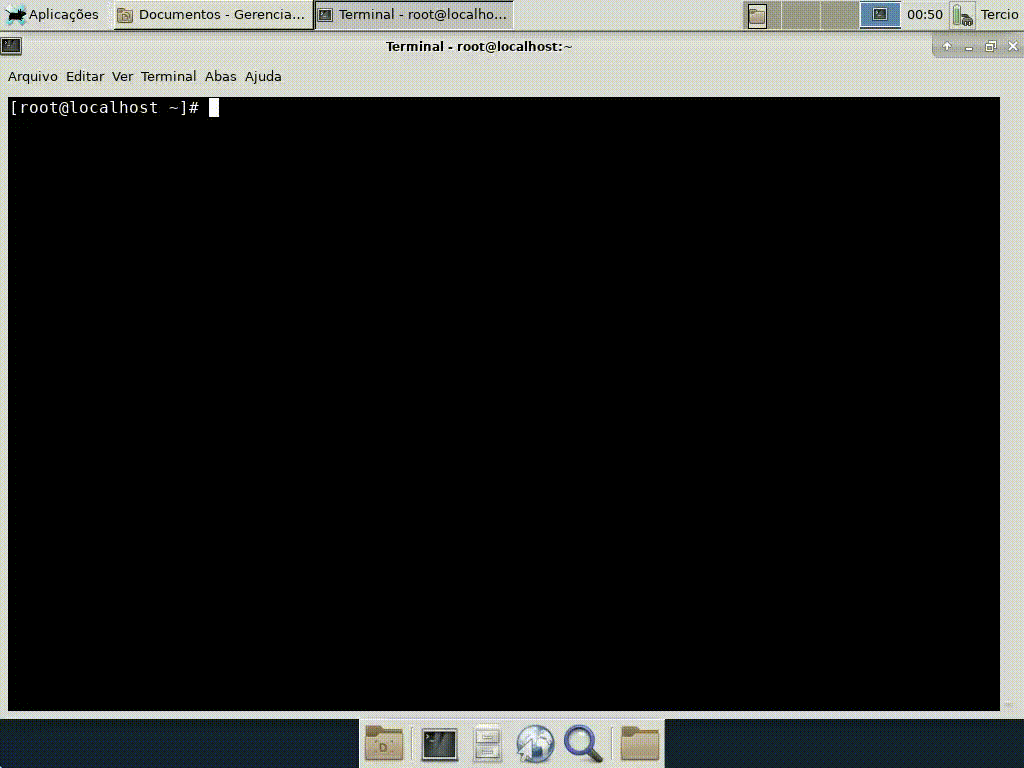 Aplicações Documentos - Gerencia... Terminal - root@localho... 00:50 Tercio
Terminal - root@localhost:~
Arquivo Editar Ver Terminal Abas Ajuda
[root@localhost ~]#
D